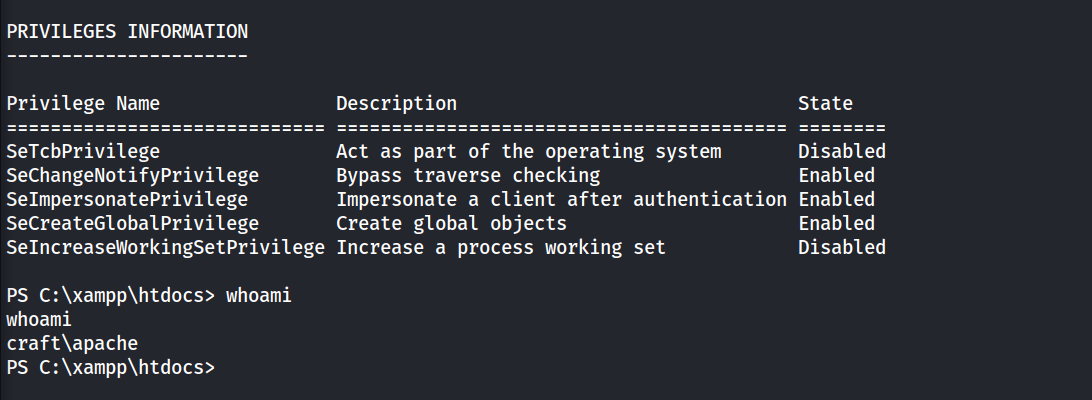 PRIVILEGES INFORMATION
----------------------
Privilege Name                Description                               State
============================= ========================================= ========
SeTcbPrivilege                Act as part of the operating system       Disabled
SeChangeNotifyPrivilege       Bypass traverse checking                  Enabled
SeImpersonatePrivilege        Impersonate a client after authentication Enabled
SeCreateGlobalPrivilege       Create global objects                     Enabled
SeIncreaseWorkingSetPrivilege Increase a process working set            Disabled
PS C:\xampp\htdocs> whoami
whoami
craft\apache
PS C:\xampp\htdocs>